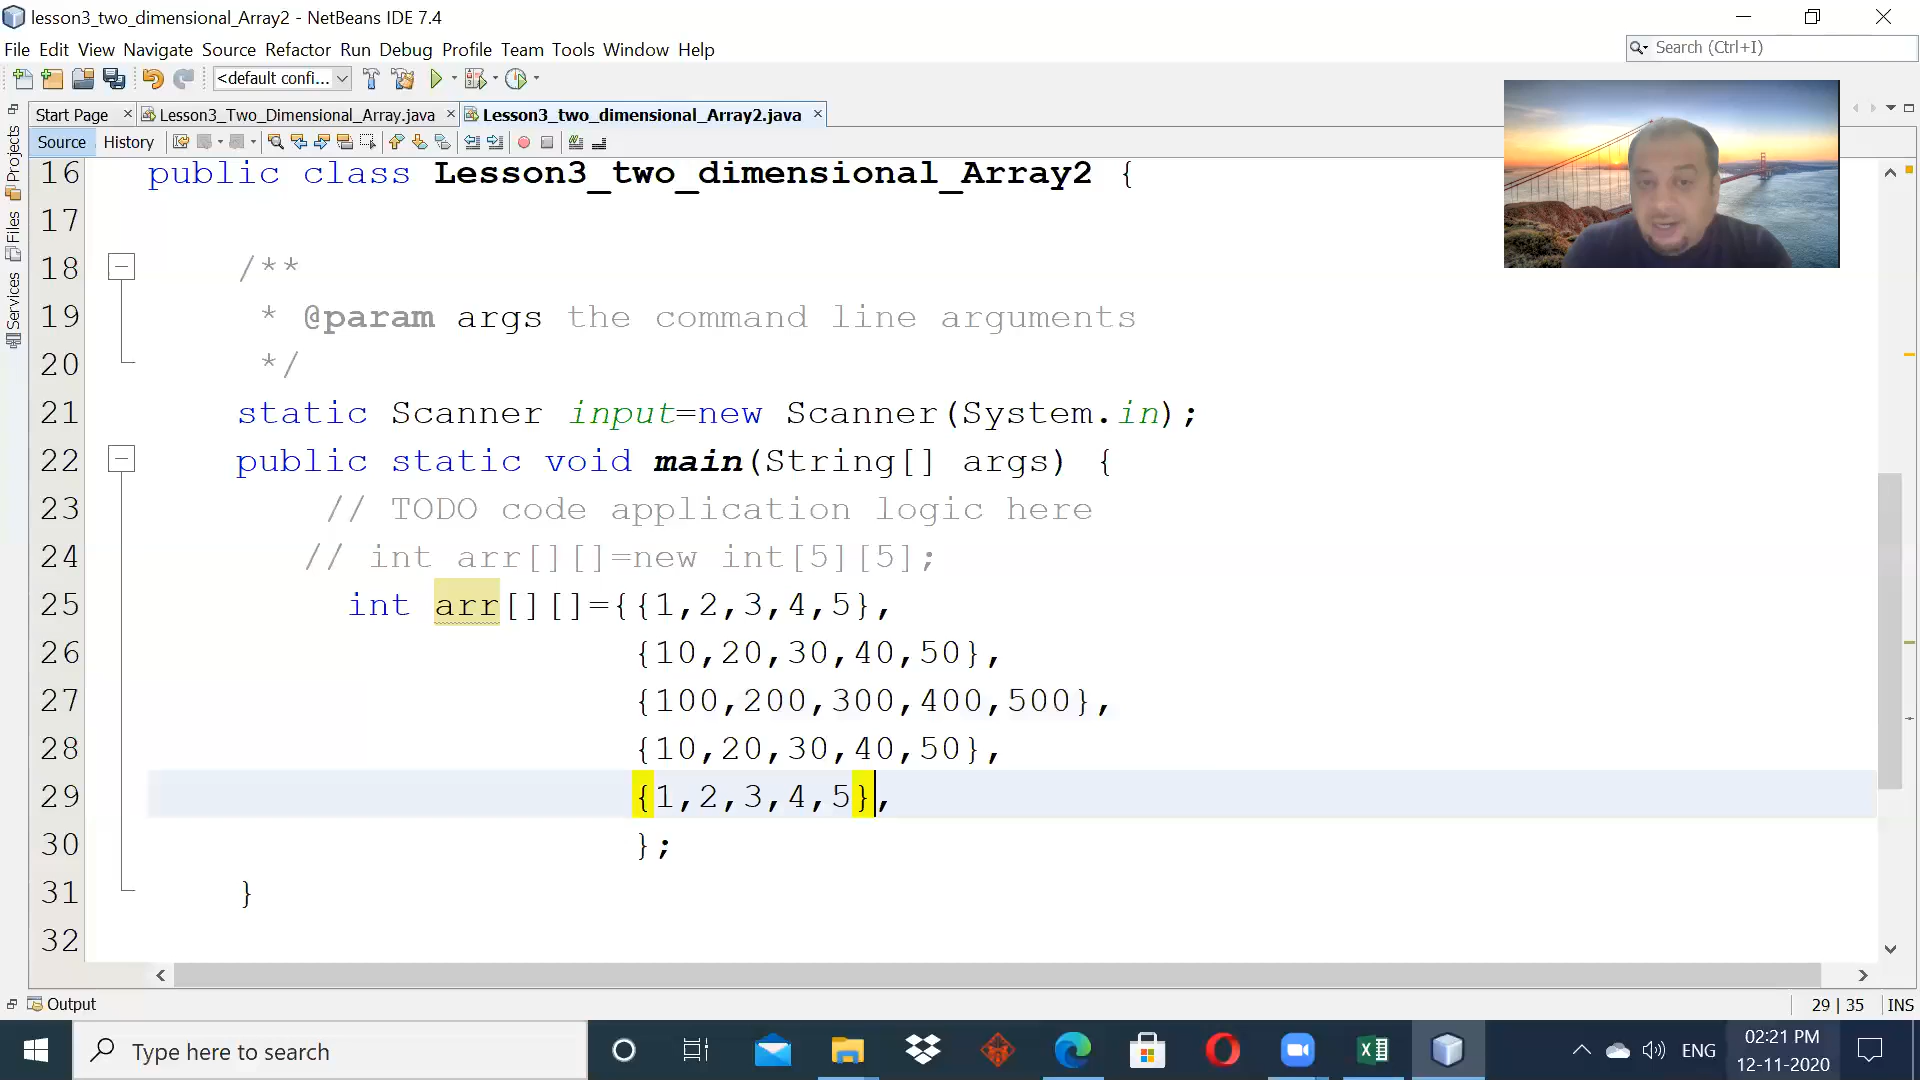 lesson3_two_dimensional_Array2 - NetBeans IDE 7.4
File Edit View Navigate Source Refactor Run Debug Profile Team Tools Window Help
Search (Ctrl+I)
<default confi...
Start Page
Lesson3_Two_Dimensional_Array.java
Lesson3_two_dimensional_Array2.java
Source
History
Projects
Files
Services
16 public class Lesson3_two_dimensional_Array2 {
17
18 /**
19 * @param args the command line arguments
20 */
21 static Scanner input=new Scanner(System.in);
22 public static void main(String[] args) {
23 // TODO code application logic here
24 // int arr[][]=new int[5][5];
25 int arr[][]={{1,2,3,4,5},
26 {10,20,30,40,50},
27 {100,200,300,400,500},
28 {10,20,30,40,50},
29 {1,2,3,4,5},
30 };
31 }
32
Output
29 | 35 INS
Type here to search
ENG
02:21 PM
12-11-2020